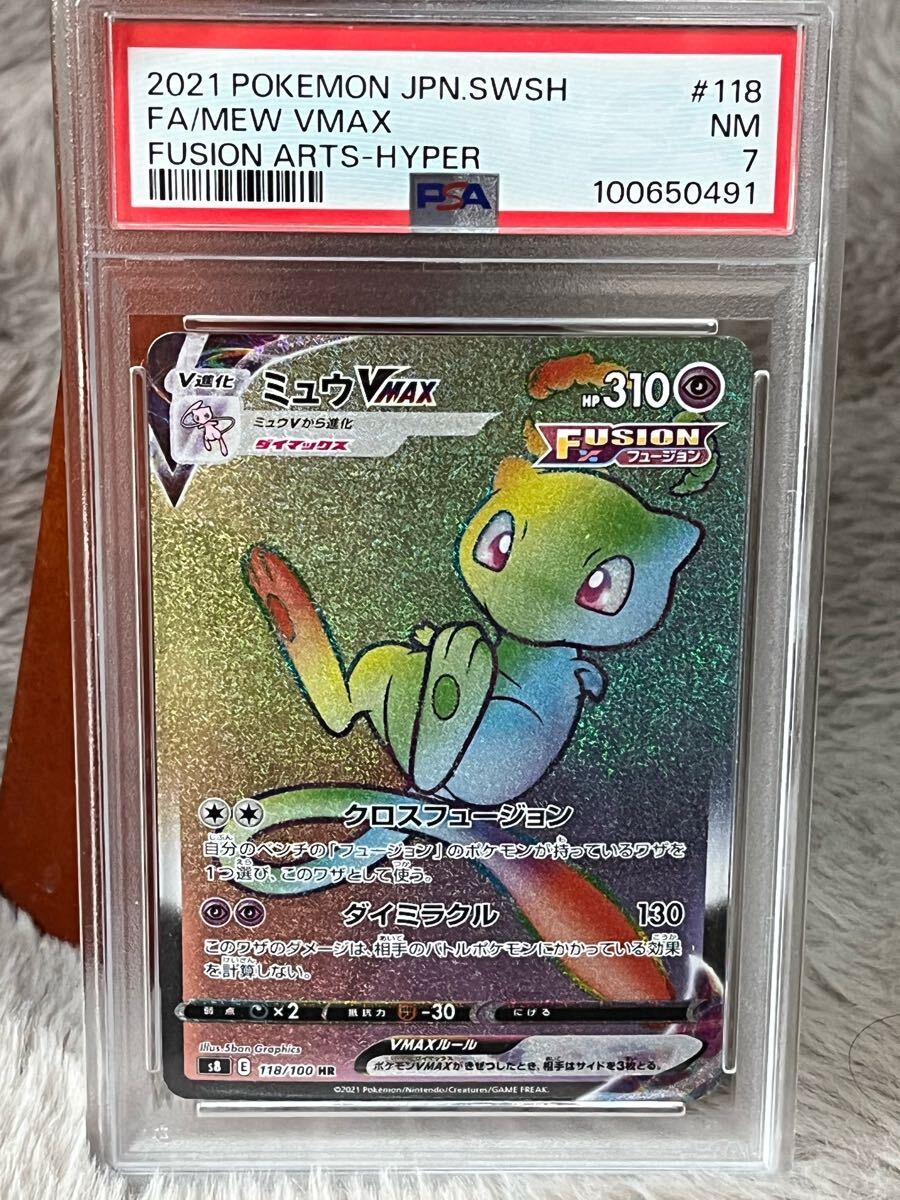 2021 POKEMON JPN.SWSH #118
FA/MEW VMAX NM
FUSION ARTS-HYPER 7
PSA 100650491
V進化 ミュウVMAX HP310
ミュウVから進化
ダイマックス
FUSION
フュージョン
クロスフュージョン
自分のベンチの「フュージョン」のポケモンが持っているワザを
1つ選び、このワザとして使う。
ダイミラクル 130
このワザのダメージは、相手のバトルポケモンにかかっている効果
を計算しない。
弱点 ×2 抵抗力 -30 にげる
Illus. 5ban Graphics
VMAXルール
ポケモンVMAXがきぜつしたとき、相手はサイドを3枚とる。
s8 E 118/100 HR
©2021 Pokémon/Nintendo/Creatures/GAME FREAK.